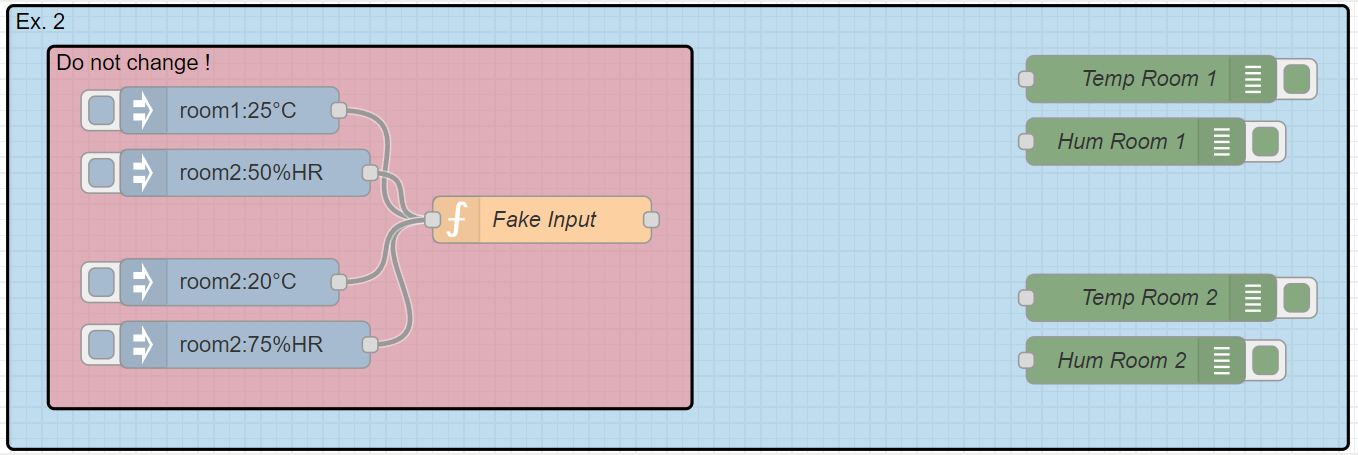 Ex. 2
Do not change !
room1:25°C
room2:50%HR
Fake Input
room2:20°C
room2:75%HR
Temp Room 1
Hum Room 1
Temp Room 2
Hum Room 2